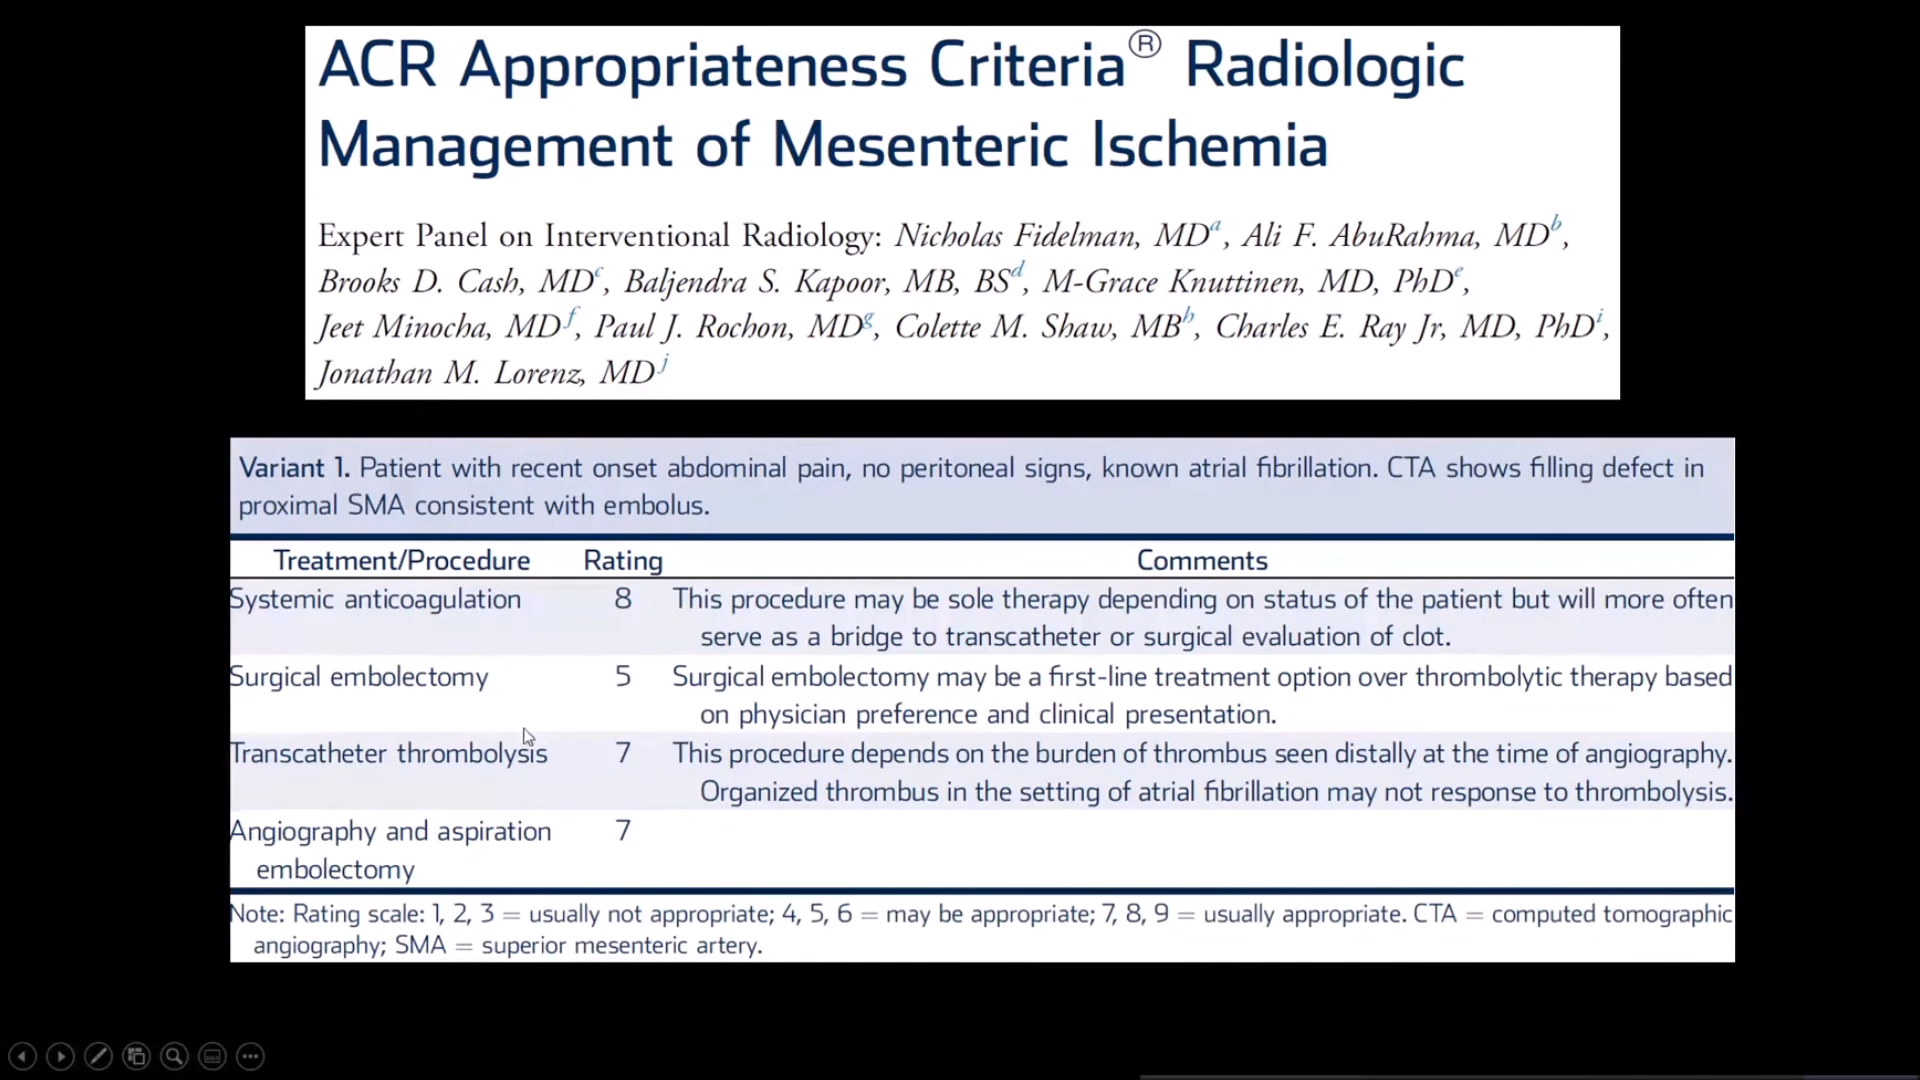 ACR Appropriateness Criteria® Radiologic
Management of Mesenteric Ischemia
Expert Panel on Interventional Radiology: Nicholas Fidelman, MDa, Ali F. AbuRahma, MDb,
Brooks D. Cash, MDc, Baljendra S. Kapoor, MB, BSd, M-Grace Knuttinen, MD, PhDe,
Jeet Minocha, MDf, Paul J. Rochon, MDg, Colette M. Shaw, MBh, Charles E. Ray Jr, MD, PhDi,
Jonathan M. Lorenz, MDj
Variant 1. Patient with recent onset abdominal pain, no peritoneal signs, known atrial fibrillation. CTA shows filling defect in
proximal SMA consistent with embolus.
Treatment/Procedure Rating Comments
Systemic anticoagulation 8 This procedure may be sole therapy depending on status of the patient but will more often
serve as a bridge to transcatheter or surgical evaluation of clot.
Surgical embolectomy 5 Surgical embolectomy may be a first-line treatment option over thrombolytic therapy based
on physician preference and clinical presentation.
Transcatheter thrombolysis 7 This procedure depends on the burden of thrombus seen distally at the time of angiography.
Organized thrombus in the setting of atrial fibrillation may not response to thrombolysis.
Angiography and aspiration 7
embolectomy
Note: Rating scale: 1, 2, 3 = usually not appropriate; 4, 5, 6 = may be appropriate; 7, 8, 9 = usually appropriate. CTA = computed tomographic
angiography; SMA = superior mesenteric artery.